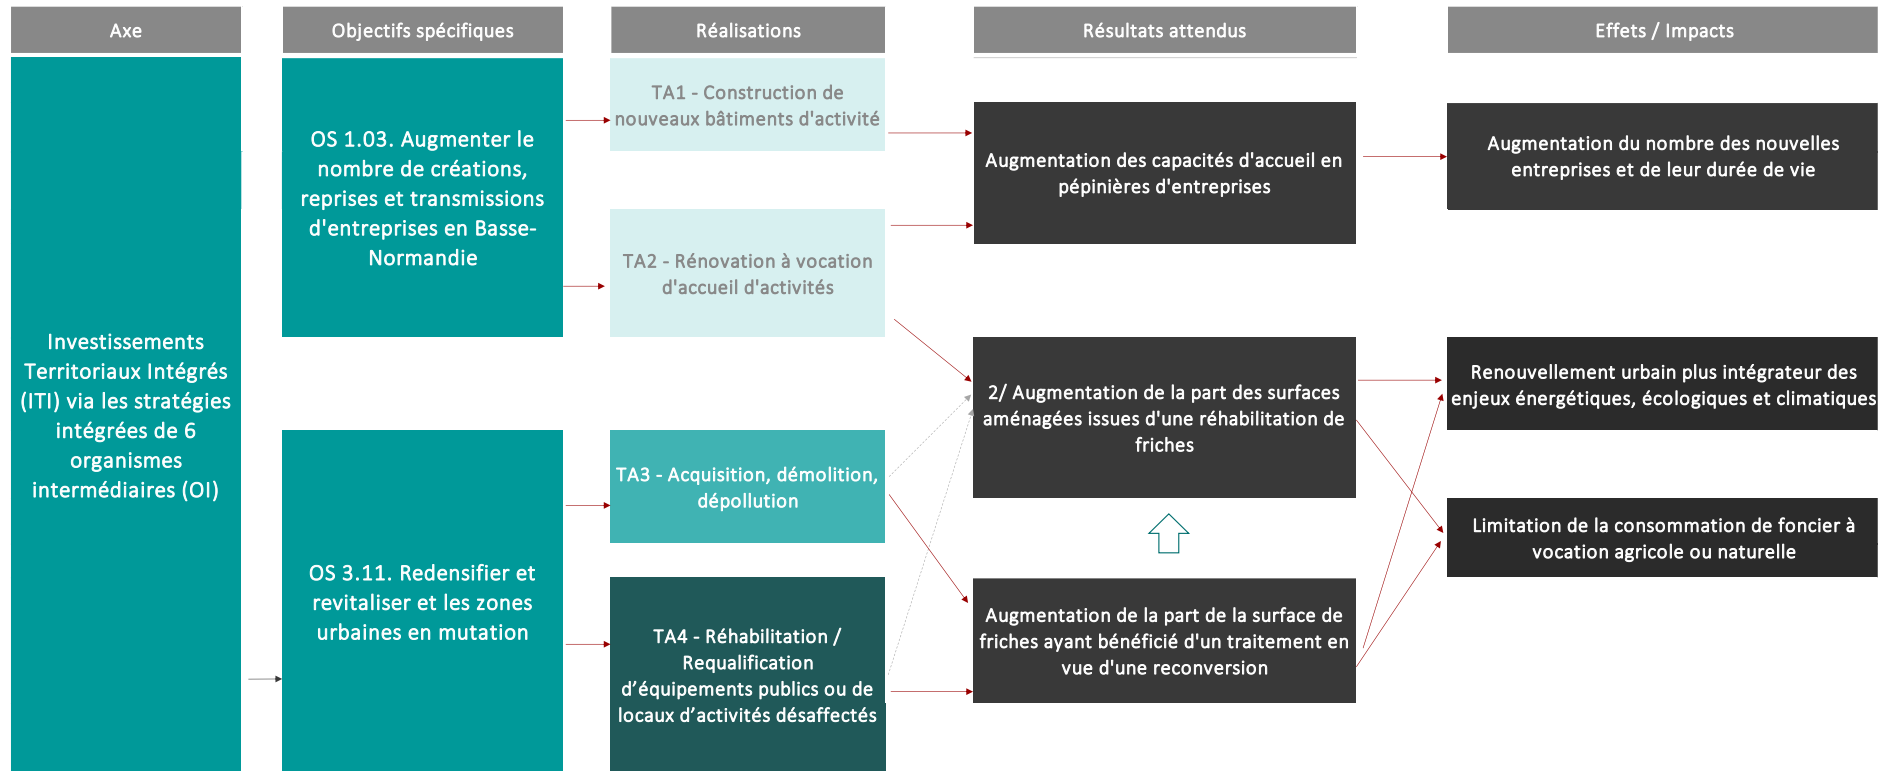 Axe
Objectifs spécifiques
Réalisations
Résultats attendus
Effets / Impacts
Investissements
Territoriaux Intégrés
(ITI) via les stratégies
intégrées de 6
organismes
intermédiaires (OI)
OS 1.03. Augmenter le
nombre de créations,
reprises et transmissions
d'entreprises en Basse-
Normandie
OS 3.11. Redensifier et
revitaliser et les zones
urbaines en mutation
TA1 - Construction de
nouveaux bâtiments d'activité
TA2 - Rénovation à vocation
d'accueil d'activités
TA3 - Acquisition, démolition,
dépollution
TA4 - Réhabilitation /
Requalification
d’équipements publics ou de
locaux d’activités désaffectés
Augmentation des capacités d'accueil en
pépinières d'entreprises
2/ Augmentation de la part des surfaces
aménagées issues d'une réhabilitation de
friches
Augmentation de la part de la surface de
friches ayant bénéficié d'un traitement en
vue d'une reconversion
Augmentation du nombre des nouvelles
entreprises et de leur durée de vie
Renouvellement urbain plus intégrateur des
enjeux énergétiques, écologiques et climatiques
Limitation de la consommation de foncier à
vocation agricole ou naturelle